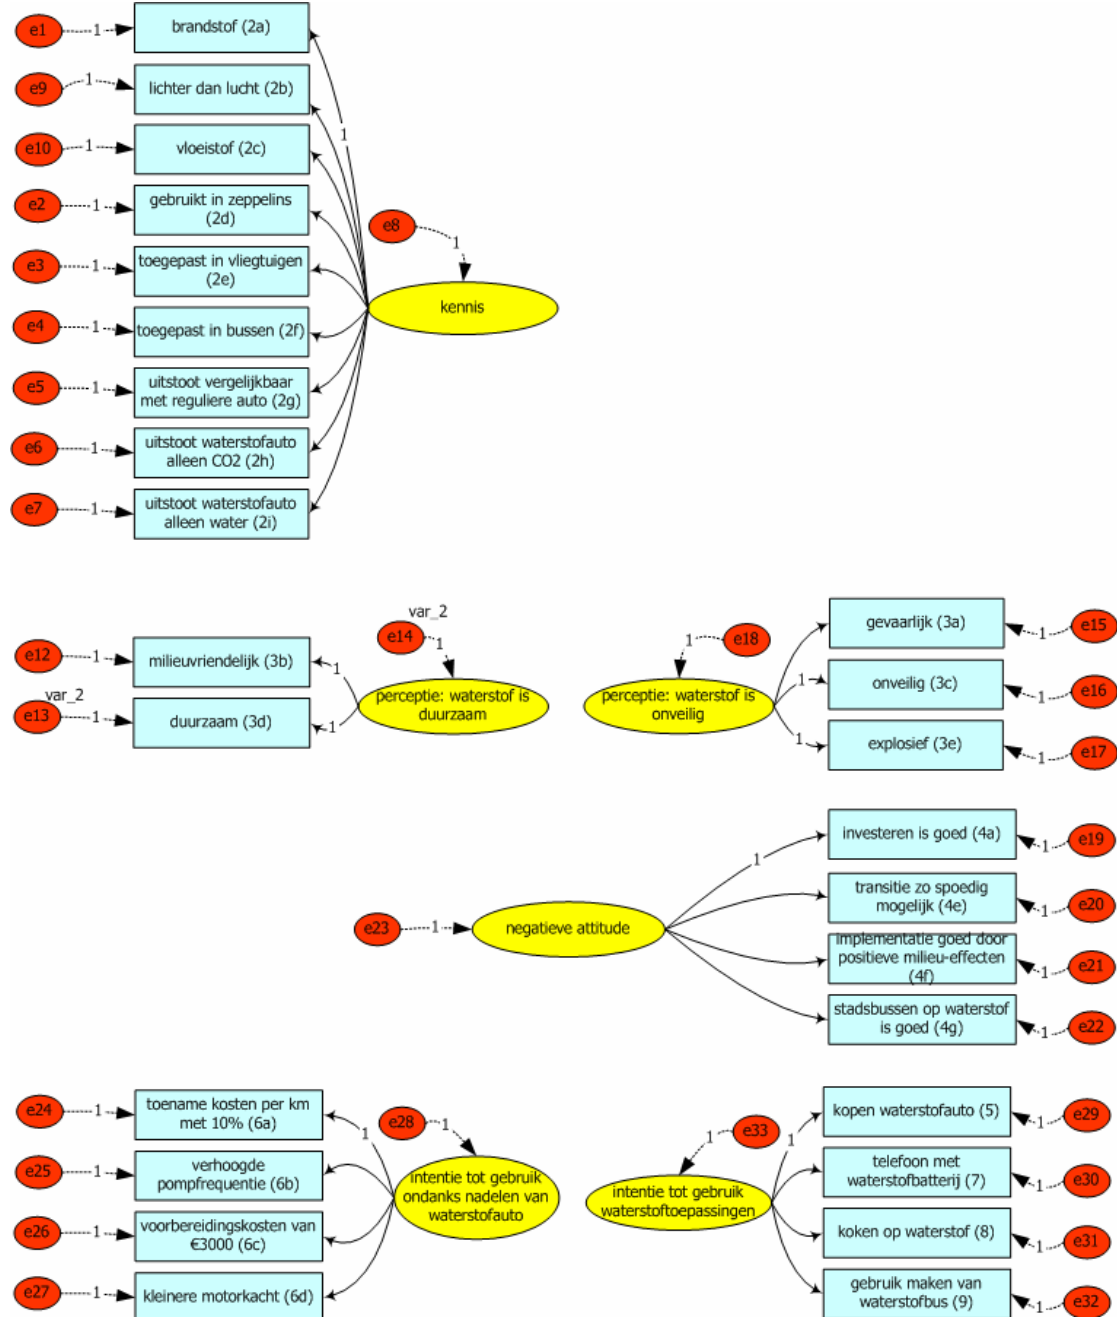 e1
1
brandstof (2a)
e9
1
lichter dan lucht (2b)
e10
1
vloeistof (2c)
1
e2
1
gebruikt in zeppelins
(2d)
e8
1
e3
1
toegepast in vliegtuigen
(2e)
kennis
e4
1
toegepast in bussen (2f)
e5
1
uitstoot vergelijkbaar
met reguliere auto (2g)
e6
1
uitstoot waterstofauto
alleen CO2 (2h)
e7
1
uitstoot waterstofauto
alleen water (2i)
e12
1
milieuvriendelijk (3b)
1
var_2
e14
1
var_2
e13
1
duurzaam (3d)
1
perceptie: waterstof is
duurzaam
e18
1
perceptie: waterstof is
onveilig
gevaarlijk (3a)
1
e15
1
onveilig (3c)
1
e16
1
explosief (3e)
1
e17
e23
1
negatieve attitude
1
investeren is goed (4a)
1
e19
transitie zo spoedig
mogelijk (4e)
1
e20
implementatie goed door
positieve milieu-effecten
(4f)
1
e21
stadsbussen op waterstof
is goed (4g)
1
e22
e24
1
toename kosten per km
met 10% (6a)
1
e28
1
e25
1
verhoogde
pompfrequentie (6b)
intentie tot gebruik
ondanks nadelen van
waterstofauto
e26
1
voorbereidingskosten van
€3000 (6c)
e27
1
kleinere motorkacht (6d)
e33
1
intentie tot gebruik
waterstoftoepassingen
1
kopen waterstofauto (5)
1
e29
telefoon met
waterstofbatterij (7)
1
e30
koken op waterstof (8)
1
e31
gebruik maken van
waterstofbus (9)
1
e32